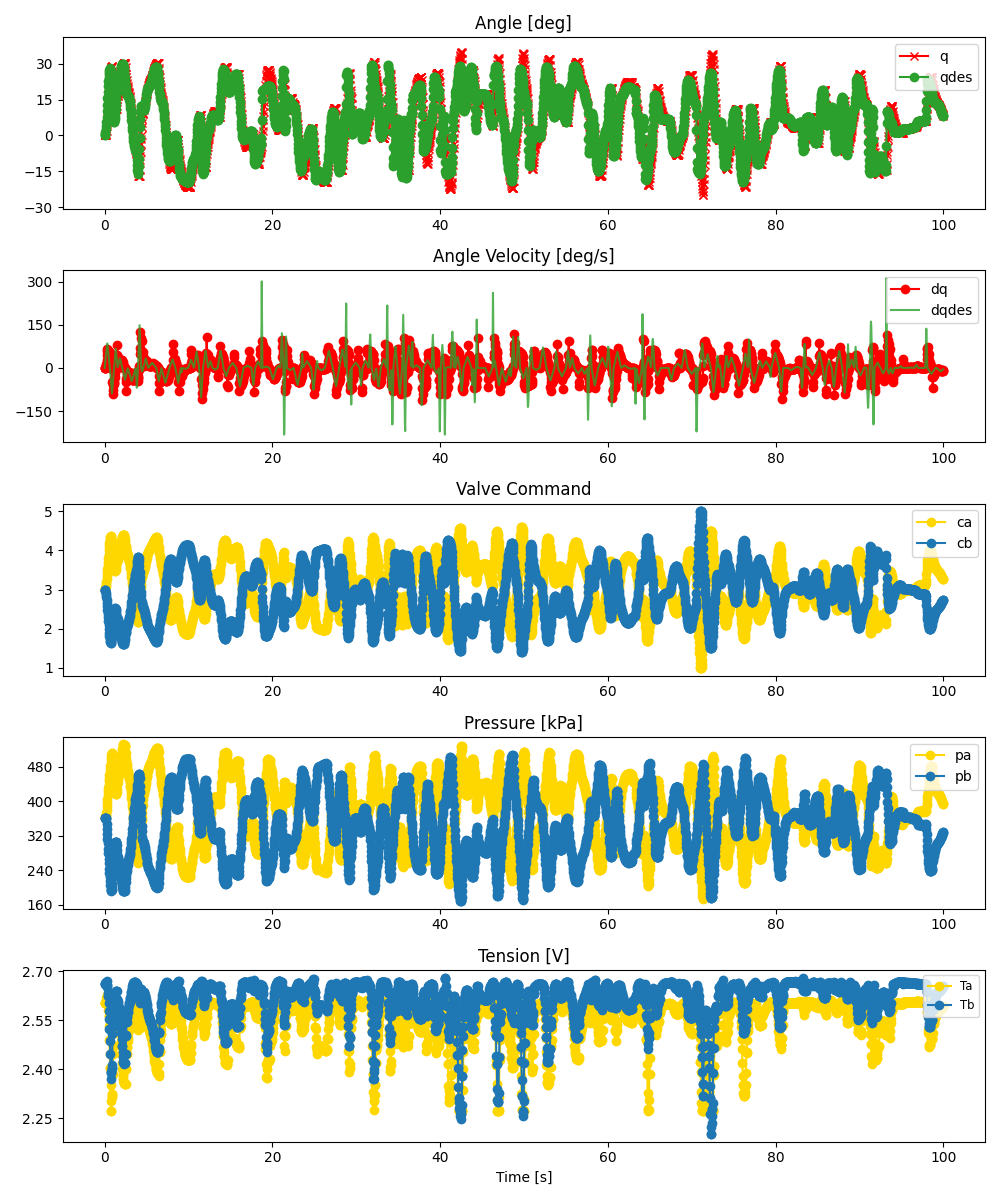 Angle [deg]
30
15
0
−15
−30
q
qdes
0 20 40 60 80 100
Angle Velocity [deg/s]
300
150
0
−150
dq
dqdes
0 20 40 60 80 100
Valve Command
5
4
3
2
1
ca
cb
0 20 40 60 80 100
Pressure [kPa]
480
400
320
240
160
pa
pb
0 20 40 60 80 100
Tension [V]
2.70
2.55
2.40
2.25
Ta
Tb
0 20 40 60 80 100
Time [s]